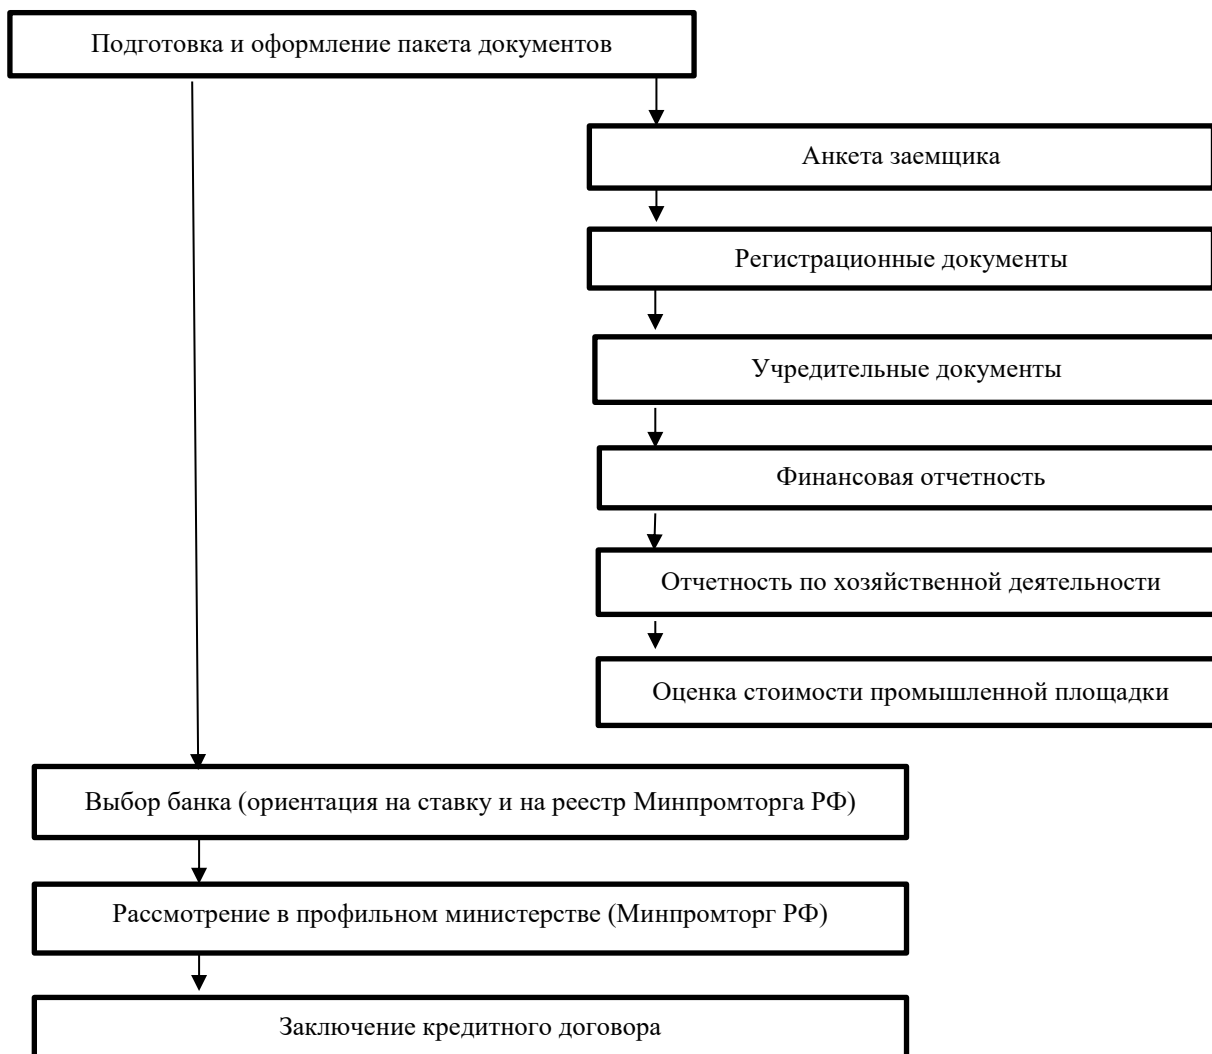 Подготовка и оформление пакета документов
Анкета заемщика
Регистрационные документы
Учредительные документы
Финансовая отчетность
Отчетность по хозяйственной деятельности
Оценка стоимости промышленной площадки
Выбор банка (ориентация на ставку и на реестр Минпромторга РФ)
Рассмотрение в профильном министерстве (Минпромторг РФ)
Заключение кредитного договора